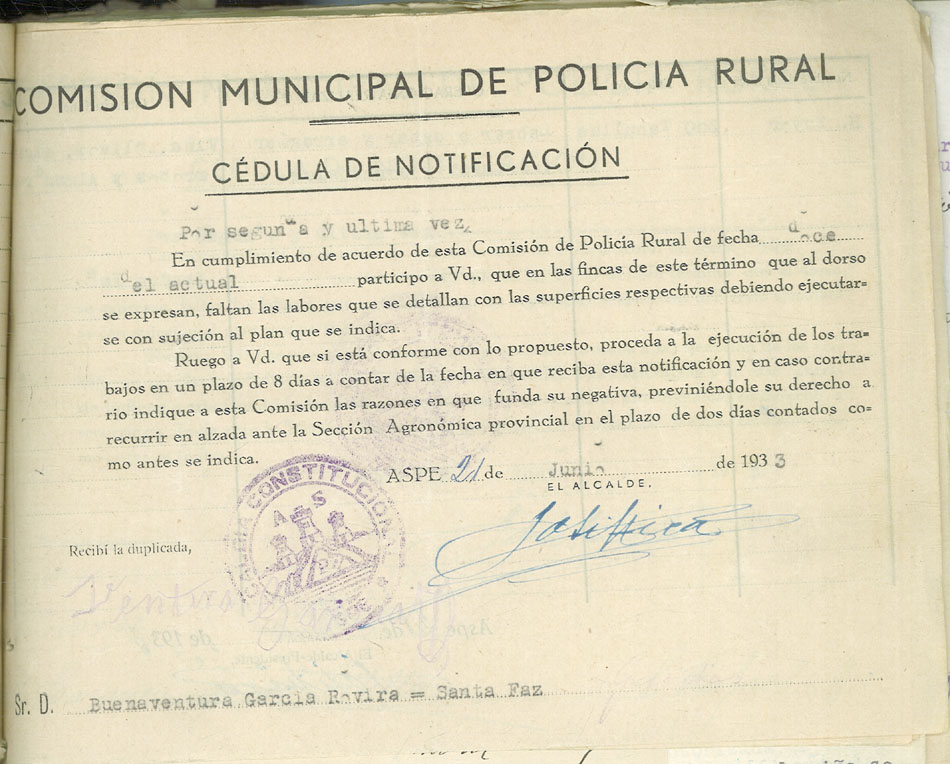 COMISION MUNICIPAL DE POLICIA RURAL
CÉDULA DE NOTIFICACIÓN
Por segunda y ultima vez,
En cumplimiento de acuerdo de esta Comisión de Policía Rural de fecha doce
del actual participo a Vd., que en las fincas de este término que al dorso
se expresan, faltan las labores que se detallan con las superficies respectivas debiendo ejecutar=
se con sujeción al plan que se indica.
Ruego a Vd. que si está conforme con lo propuesto, proceda a la ejecución de los tra=
bajos en un plazo de 8 días a contar de la fecha en que reciba esta notificación y en caso contra=
rio indique a esta Comisión las razones en que funda su negativa, previniéndole su derecho a
recurrir en alzada ante la Sección Agronómica provincial en el plazo de dos días contados co=
mo antes se indica.
ASPE 21 de Junio de 1933
EL ALCALDE.
CONSTITUCION
A S
Recibí la duplicada,
Sr. D. Buenaventura Garcia Rovira = Santa Faz